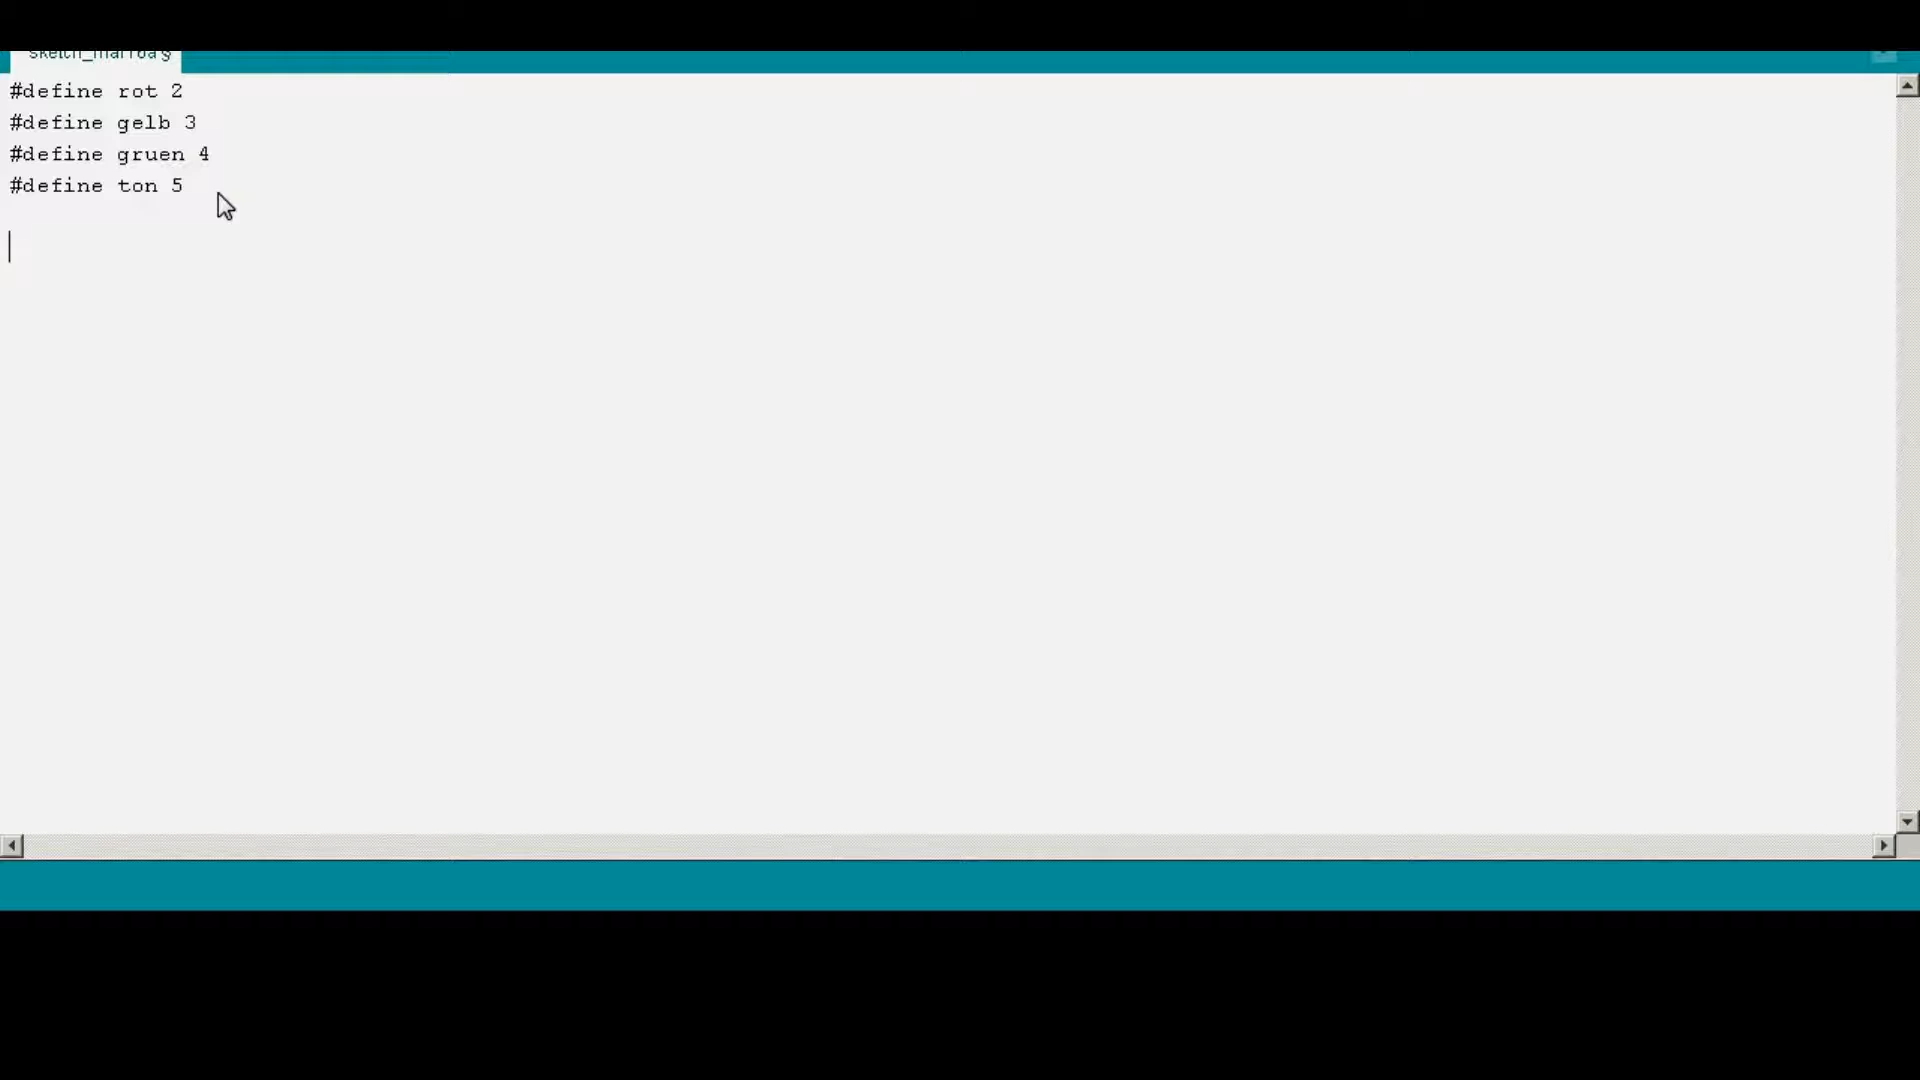 #define rot 2
#define gelb 3
#define gruen 4
#define ton 5